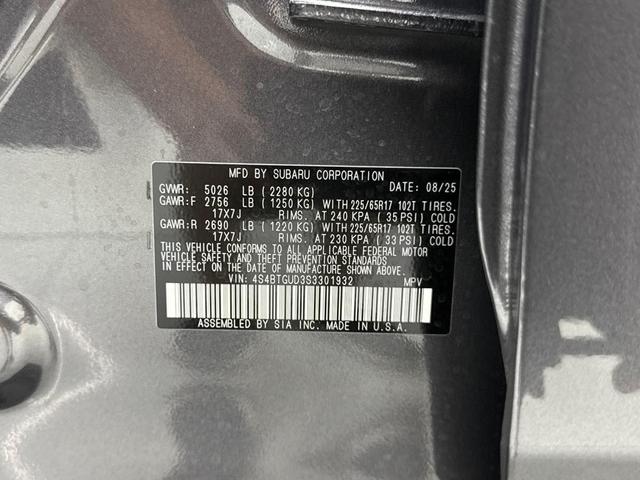 MFD BY SUBARU CORPORATION
GVWR: 5026 LB ( 2280 KG) DATE: 08/25
GAWR:F 2756 LB ( 1250 KG) WITH 225/65R17 102T TIRES.
17X7J RIMS. AT 240 KPA ( 35 PSI) COLD
GAWR:R 2690 LB ( 1220 KG) WITH 225/65R17 102T TIRES.
17X7J RIMS. AT 230 KPA ( 33 PSI) COLD
THIS VEHICLE CONFORMS TO ALL APPLICABLE FEDERAL MOTOR
VEHICLE SAFETY, BUMPER, AND THEFT PREVENTION STANDARDS
IN EFFECT ON THE DATE OF MANUFACTURE SHOWN ABOVE.
VIN: 4S4BTGUD3S3301932 MPV
ASSEMBLED BY SIA INC. MADE IN U.S.A.